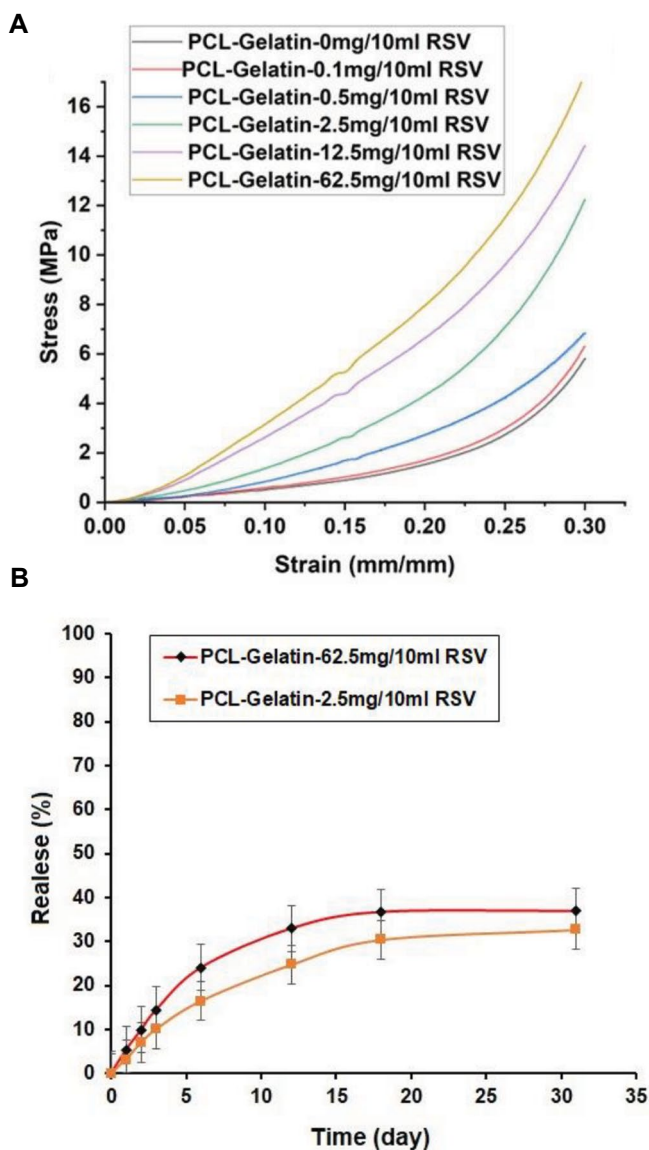 A
PCL-Gelatin-0mg/10ml RSV
PCL-Gelatin-0.1mg/10ml RSV
PCL-Gelatin-0.5mg/10ml RSV
PCL-Gelatin-2.5mg/10ml RSV
PCL-Gelatin-12.5mg/10ml RSV
PCL-Gelatin-62.5mg/10ml RSV
Stress (MPa)
16
14
12
10
8
6
4
2
0
0.00 0.05 0.10 0.15 0.20 0.25 0.30
Strain (mm/mm)
B
PCL-Gelatin-62.5mg/10ml RSV
PCL-Gelatin-2.5mg/10ml RSV
Realese (%)
100
90
80
70
60
50
40
30
20
10
0
0 5 10 15 20 25 30 35
Time (day)